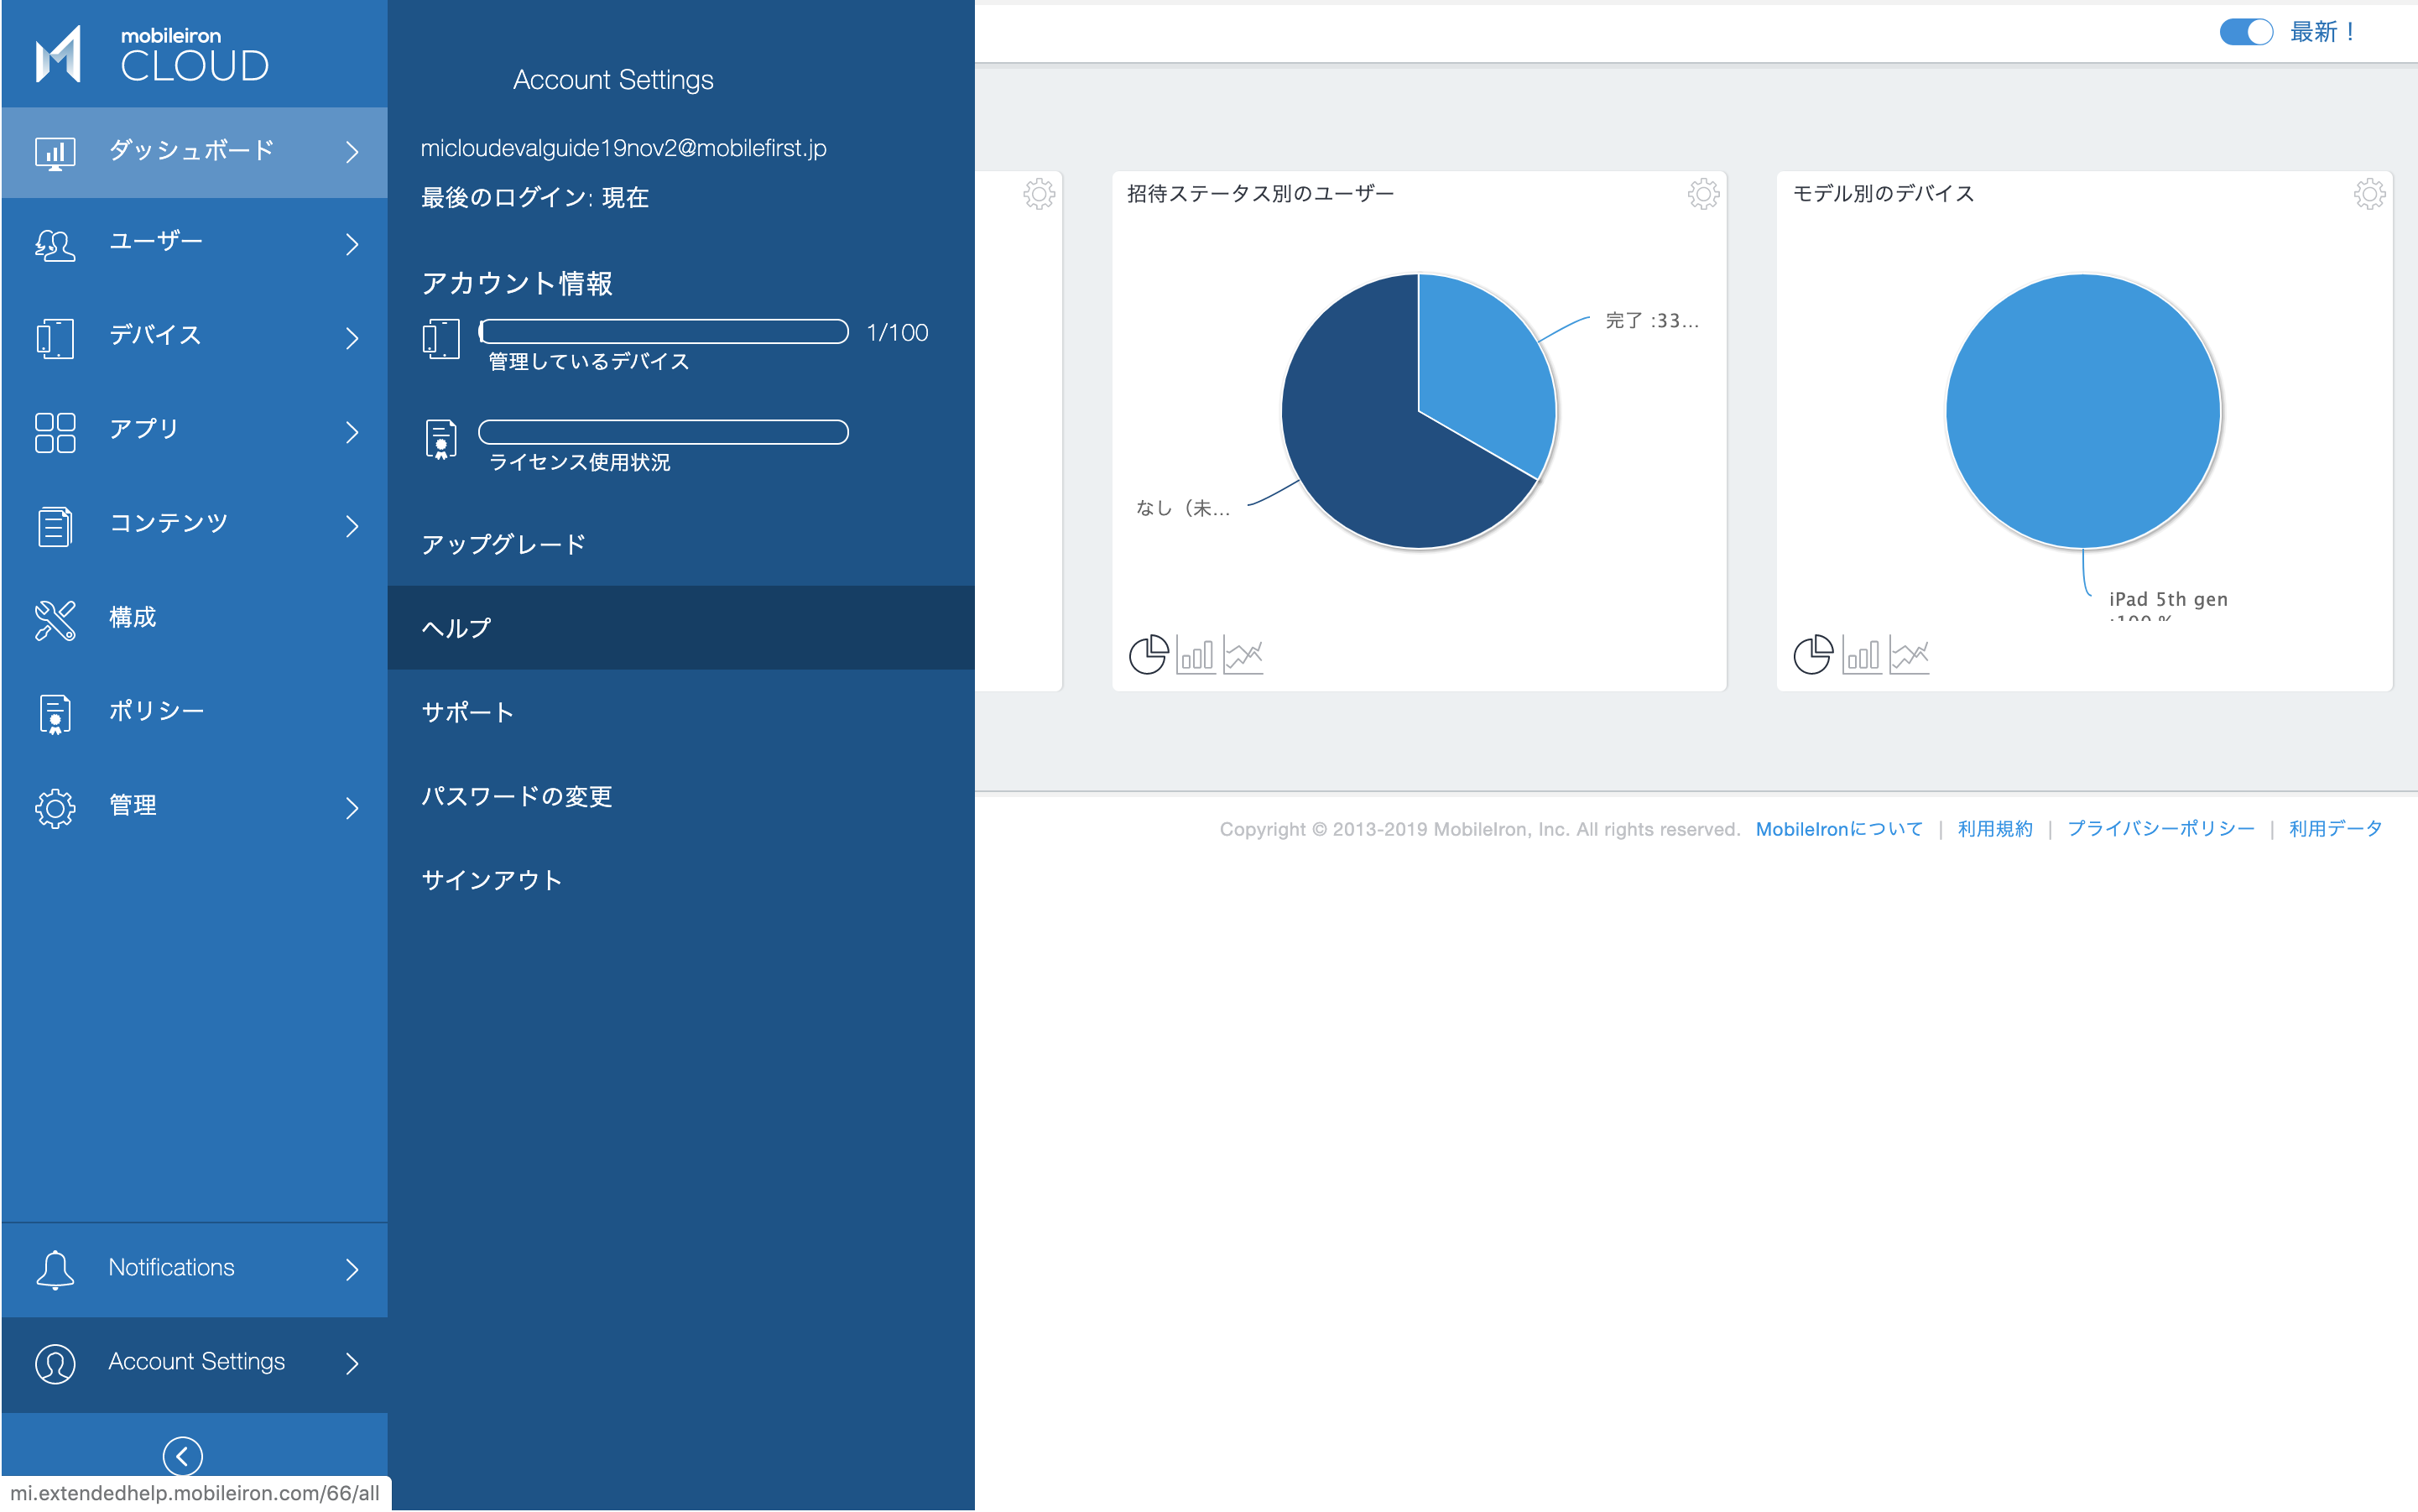 mobileiron
CLOUD
ダッシュボード
ユーザー
デバイス
アプリ
コンテンツ
構成
ポリシー
管理
Notifications
Account Settings
mi.extendedhelp.mobileiron.com/66/all
Account Settings
micloudevalguide19nov2@mobilefirst.jp
最後のログイン: 現在
アカウント情報
1/100
管理しているデバイス
ライセンス使用状況
アップグレード
ヘルプ
サポート
パスワードの変更
サインアウト
最新！
招待ステータス別のユーザー
完了 :33...
なし（未...
モデル別のデバイス
iPad 5th gen
:100 %
Copyright © 2013-2019 MobileIron, Inc. All rights reserved. MobileIronについて | 利用規約 | プライバシーポリシー | 利用データ